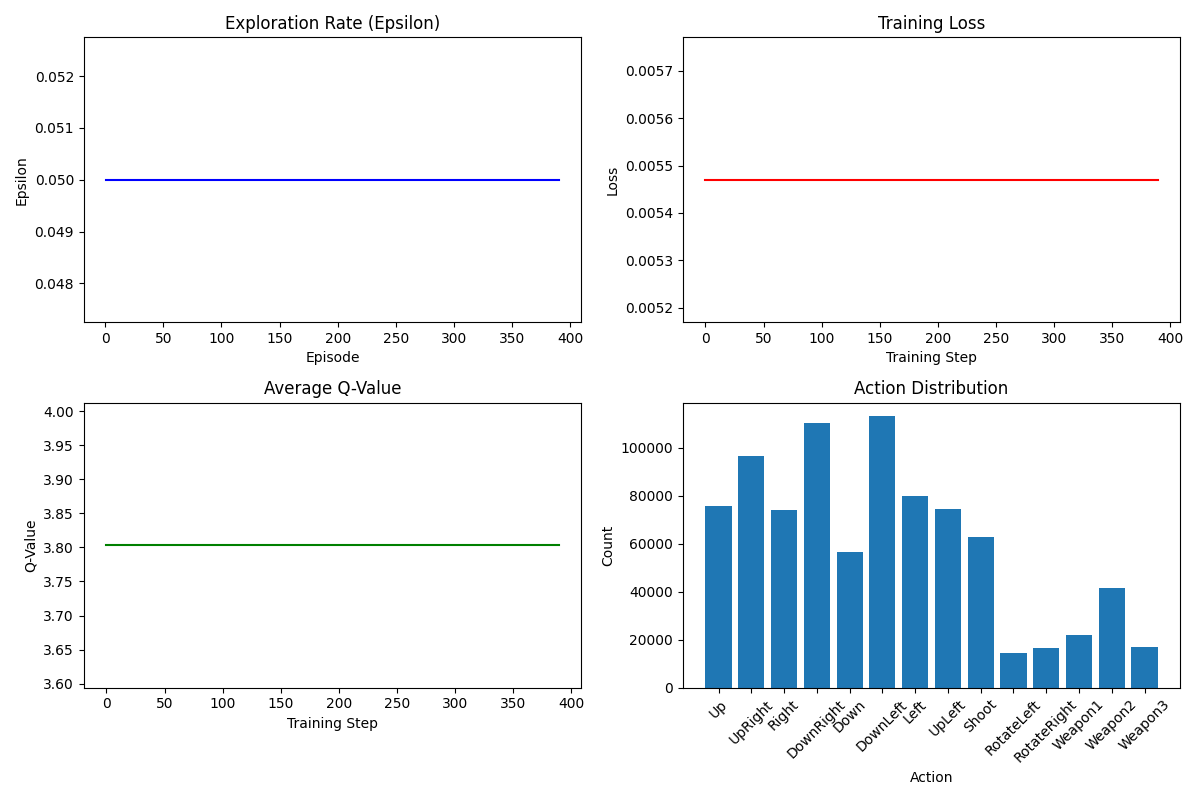 Exploration Rate (Epsilon)
0.052
0.051
0.050
0.049
0.048
Epsilon
0 50 100 150 200 250 300 350 400
Episode
Training Loss
0.0057
0.0056
0.0055
0.0054
0.0053
0.0052
Loss
0 50 100 150 200 250 300 350 400
Training Step
Average Q-Value
4.00
3.95
3.90
3.85
3.80
3.75
3.70
3.65
3.60
Q-Value
0 50 100 150 200 250 300 350 400
Training Step
Action Distribution
100000
80000
60000
40000
20000
0
Count
Up
UpRight
Right
DownRight
Down
DownLeft
Left
UpLeft
Shoot
RotateLeft
RotateRight
Weapon1
Weapon2
Weapon3
Action